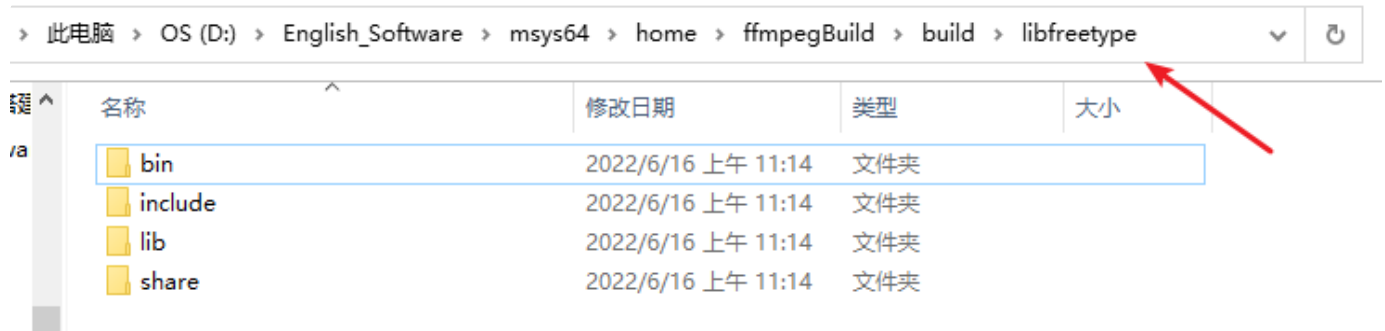 › 此电脑 › OS (D:) › English_Software › msys64 › home › ffmpegBuild › build › libfreetype
名称 修改日期 类型 大小
bin 2022/6/16 上午 11:14 文件夹
include 2022/6/16 上午 11:14 文件夹
lib 2022/6/16 上午 11:14 文件夹
share 2022/6/16 上午 11:14 文件夹